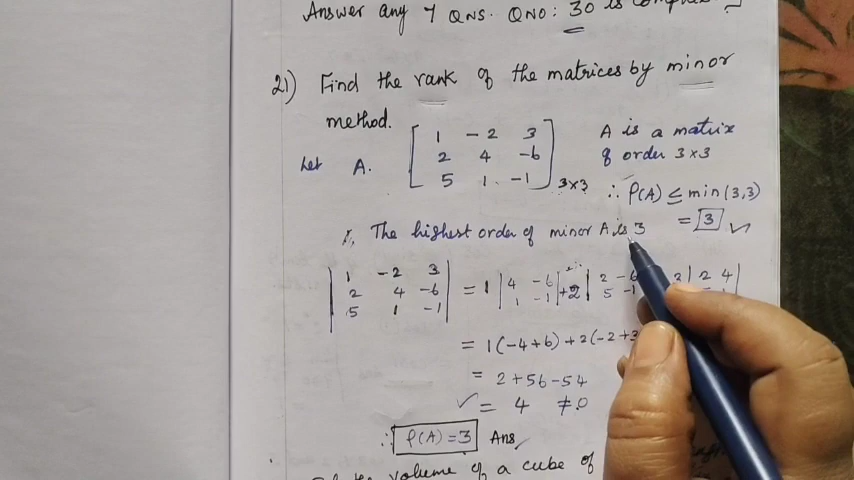 Answer any 7 QNS. QNO: 30 is
21) Find the rank of the matrices by minor
method.
Let A. [ 1 -2 3
2 4 -6
5 1 -1 ] 3×3
A is a matrix
of order 3×3
∴ ρ(A) ≤ min(3,3)
= 3 ✓
The highest order of minor A is 3
| 1 -2 3 |
| 2 4 -6 | = 1 | 4 -6 | +2 | 2 -6
| 5 1 -1 | | 1 -1 | | 5 -1 | 2 4 |
= 1(-4+6)+2(-2+3
= 2+56-54
✓ = 4 ≠0
∴ ρ(A)=3 Ans
the volume of a cube of